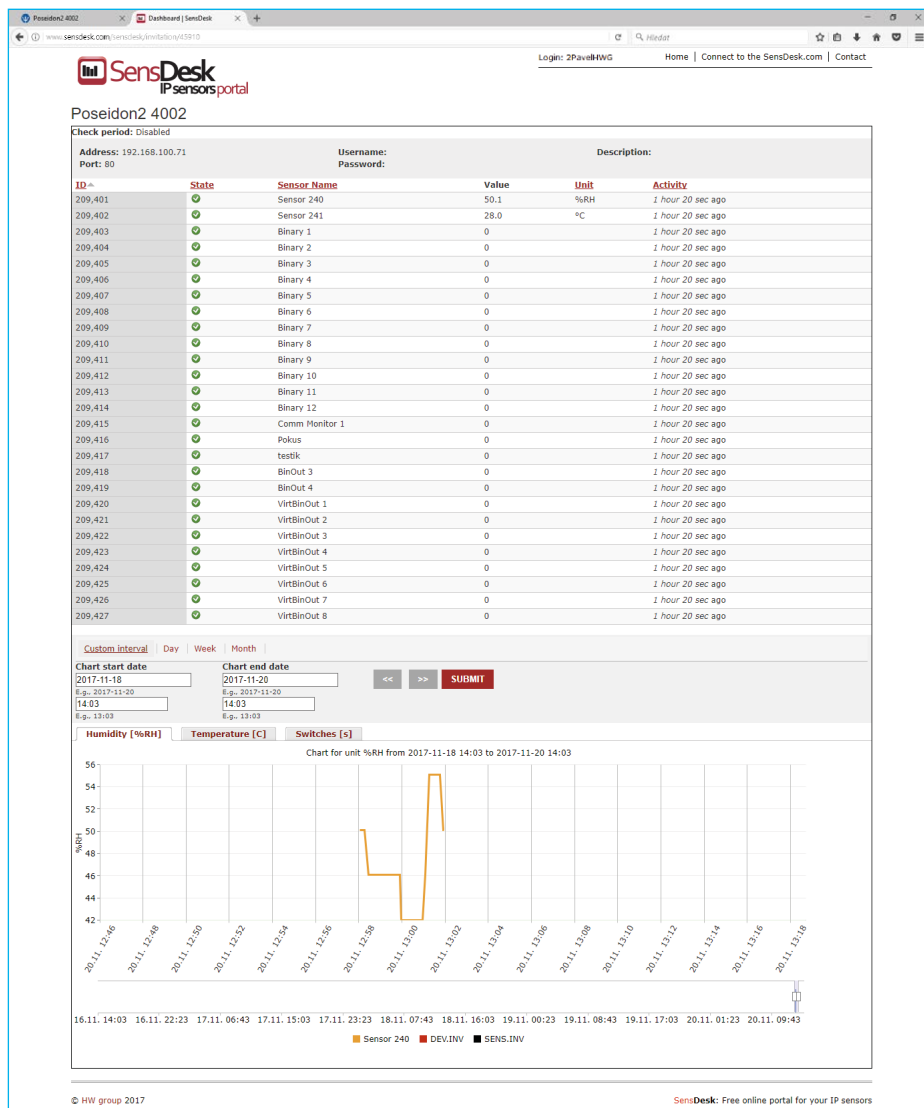 Poseidon2 4002 × Dashboard | SensDesk × +
www.sensdesk.com/sensdesk/invitation/45910 Hledat
Login: 2PavelHWG Home | Connect to the SensDesk.com | Contact
SensDesk
IP sensors portal
Poseidon2 4002
Check period: Disabled
Address: 192.168.100.71 Username: Description:
Port: 80 Password:
ID State Sensor Name Value Unit Activity
209,401 Sensor 240 50.1 %RH 1 hour 20 sec ago
209,402 Sensor 241 28.0 °C 1 hour 20 sec ago
209,403 Binary 1 0 1 hour 20 sec ago
209,404 Binary 2 0 1 hour 20 sec ago
209,405 Binary 3 0 1 hour 20 sec ago
209,406 Binary 4 0 1 hour 20 sec ago
209,407 Binary 5 0 1 hour 20 sec ago
209,408 Binary 6 0 1 hour 20 sec ago
209,409 Binary 7 0 1 hour 20 sec ago
209,410 Binary 8 0 1 hour 20 sec ago
209,411 Binary 9 0 1 hour 20 sec ago
209,412 Binary 10 0 1 hour 20 sec ago
209,413 Binary 11 0 1 hour 20 sec ago
209,414 Binary 12 0 1 hour 20 sec ago
209,415 Comm Monitor 1 0 1 hour 20 sec ago
209,416 Pokus 0 1 hour 20 sec ago
209,417 testik 0 1 hour 20 sec ago
209,418 BinOut 3 0 1 hour 20 sec ago
209,419 BinOut 4 0 1 hour 20 sec ago
209,420 VirtBinOut 1 0 1 hour 20 sec ago
209,421 VirtBinOut 2 0 1 hour 20 sec ago
209,422 VirtBinOut 3 0 1 hour 20 sec ago
209,423 VirtBinOut 4 0 1 hour 20 sec ago
209,424 VirtBinOut 5 0 1 hour 20 sec ago
209,425 VirtBinOut 6 0 1 hour 20 sec ago
209,426 VirtBinOut 7 0 1 hour 20 sec ago
209,427 VirtBinOut 8 0 1 hour 20 sec ago
Custom interval | Day | Week | Month |
Chart start date Chart end date
2017-11-18 2017-11-20 << >> SUBMIT
E.g., 2017-11-20 E.g., 2017-11-20
14:03 14:03
E.g., 13:03 E.g., 13:03
Humidity [%RH] Temperature [C] Switches [s]
Chart for unit %RH from 2017-11-18 14:03 to 2017-11-20 14:03
56
54
52
50
48
46
44
42
%RH
20.11. 12:46 20.11. 12:48 20.11. 12:50 20.11. 12:52 20.11. 12:54 20.11. 12:56 20.11. 12:58 20.11. 13:00 20.11. 13:02 20.11. 13:04 20.11. 13:06 20.11. 13:08 20.11. 13:10 20.11. 13:12 20.11. 13:14 20.11. 13:16 20.11. 13:18
16.11. 14:03 16.11. 22:23 17.11. 06:43 17.11. 15:03 17.11. 23:23 18.11. 07:43 18.11. 16:03 19.11. 00:23 19.11. 08:43 19.11. 17:03 20.11. 01:23 20.11. 09:43
Sensor 240 DEV.INV SENS.INV
© HW group 2017 SensDesk: Free online portal for your IP sensors